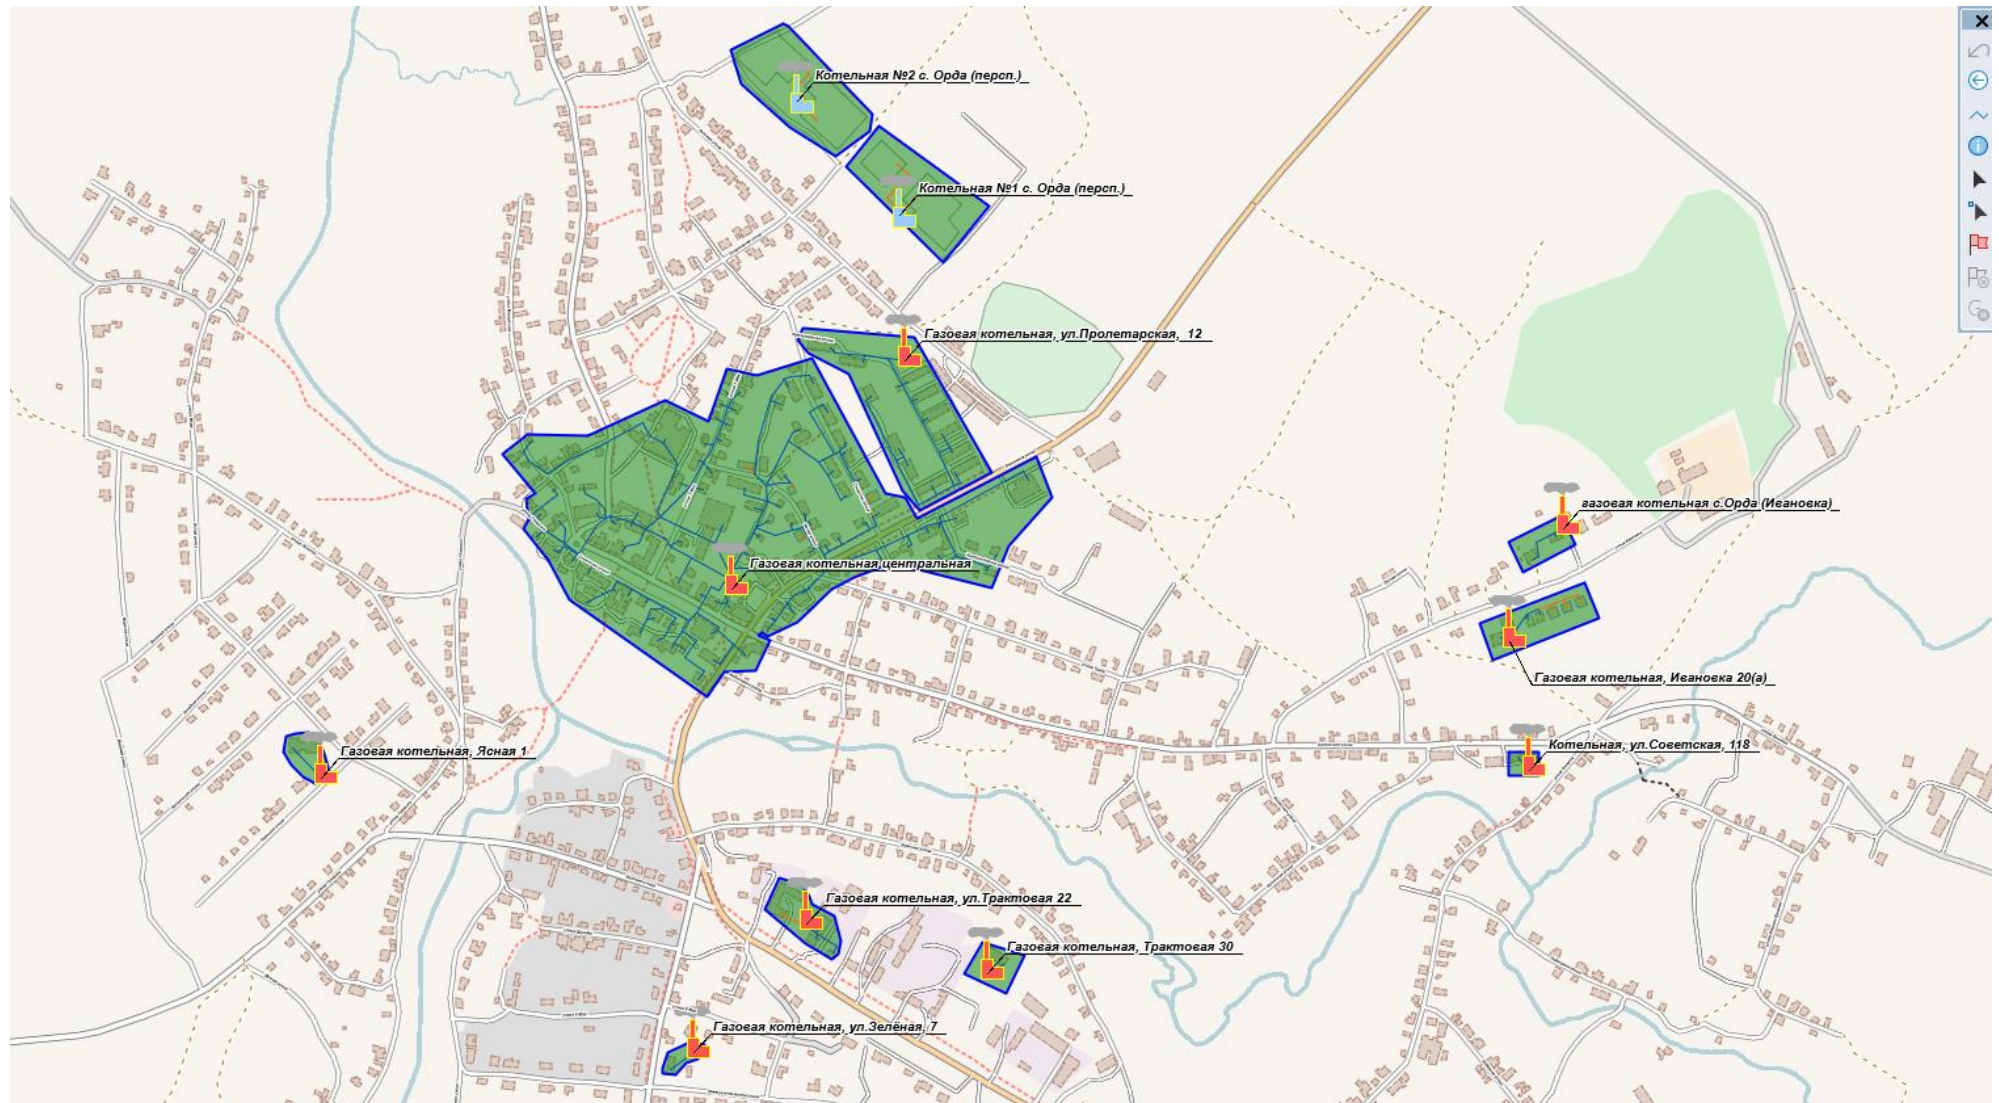 Котельная №2 с. Орда (персп.)
Котельная №1 с. Орда (персп.)
Газовая котельная, ул.Пролетарская, 12
газовая котельная с.Орда (Ивановка)
Газовая котельная центральная
Газовая котельная, Ивановка 20(а)
Котельная, ул.Советская, 118
Газовая котельная, Ясная 1
Газовая котельная, ул.Трактовая 22
Газовая котельная, Трактовая 30
Газовая котельная, ул.Зелёная, 7